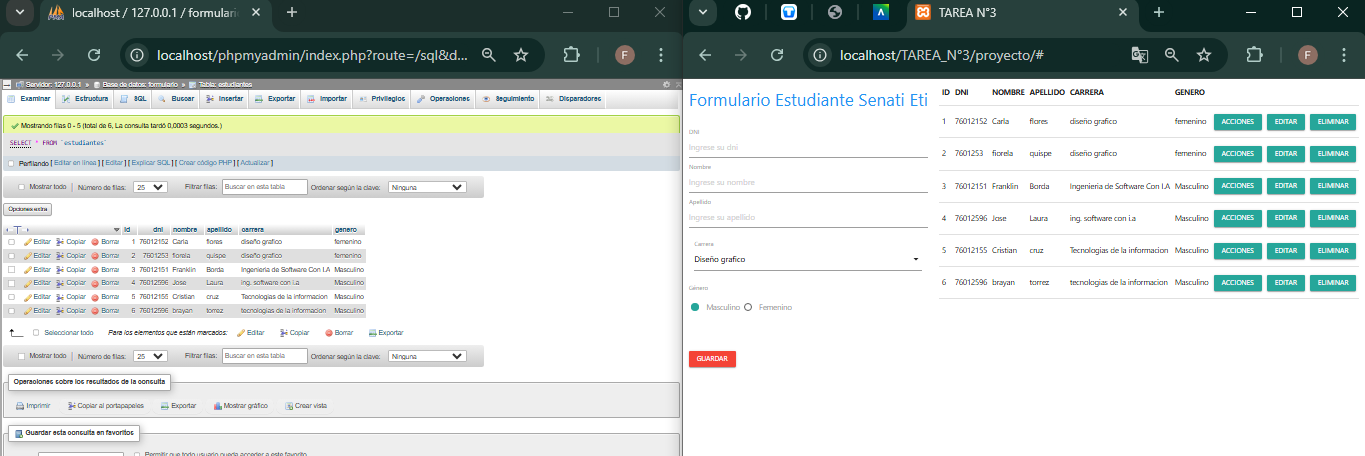 localhost / 127.0.0.1 / formulari
localhost/phpmyadmin/index.php?route=/sql&d...
F
Servidor: 127.0.0.1 » Base de datos: formulario » Tabla: estudiantes
Examinar Estructura SQL Buscar Insertar Exportar Importar Privilegios Operaciones Seguimiento Disparadores
Mostrando filas 0 - 5 (total de 6, La consulta tardó 0,0003 segundos.)
SELECT * FROM `estudiantes`
Perfilando [ Editar en línea ] [ Editar ] [ Explicar SQL ] [ Crear código PHP ] [ Actualizar ]
Mostrar todo Número de filas: 25 Filtrar filas: Buscar en esta tabla Ordenar según la clave: Ninguna
Opciones extra
id dni nombre apellido carrera genero
Editar Copiar Borrar 1 76012152 Carla flores diseño grafico femenino
Editar Copiar Borrar 2 7601253 fiorela quispe diseño grafico femenino
Editar Copiar Borrar 3 76012151 Franklin Borda Ingenieria de Software Con I.A Masculino
Editar Copiar Borrar 4 76012596 Jose Laura ing. software con i.a Masculino
Editar Copiar Borrar 5 76012155 Cristian cruz Tecnologias de la informacion Masculino
Editar Copiar Borrar 6 76012596 brayan torrez tecnologias de la informacion Masculino
Seleccionar todo Para los elementos que están marcados: Editar Copiar Borrar Exportar
Mostrar todo Número de filas: 25 Filtrar filas: Buscar en esta tabla Ordenar según la clave: Ninguna
Operaciones sobre los resultados de la consulta
Imprimir Copiar al portapapeles Exportar Mostrar gráfico Crear vista
Guardar esta consulta en favoritos
Permitir que todo usuario pueda acceder a este favorito
TAREA N°3
localhost/TAREA_N°3/proyecto/#
F
Formulario Estudiante Senati Eti
DNI
Ingrese su dni
Nombre
Ingrese su nombre
Apellido
Ingrese su apellido
Carrera
Diseño grafico
Género
Masculino Femenino
GUARDAR
ID DNI NOMBRE APELLIDO CARRERA GENERO
1 76012152 Carla flores diseño grafico femenino ACCIONES EDITAR ELIMINAR
2 7601253 fiorela quispe diseño grafico femenino ACCIONES EDITAR ELIMINAR
3 76012151 Franklin Borda Ingenieria de Software Con I.A Masculino ACCIONES EDITAR ELIMINAR
4 76012596 Jose Laura ing. software con i.a Masculino ACCIONES EDITAR ELIMINAR
5 76012155 Cristian cruz Tecnologias de la informacion Masculino ACCIONES EDITAR ELIMINAR
6 76012596 brayan torrez tecnologias de la informacion Masculino ACCIONES EDITAR ELIMINAR